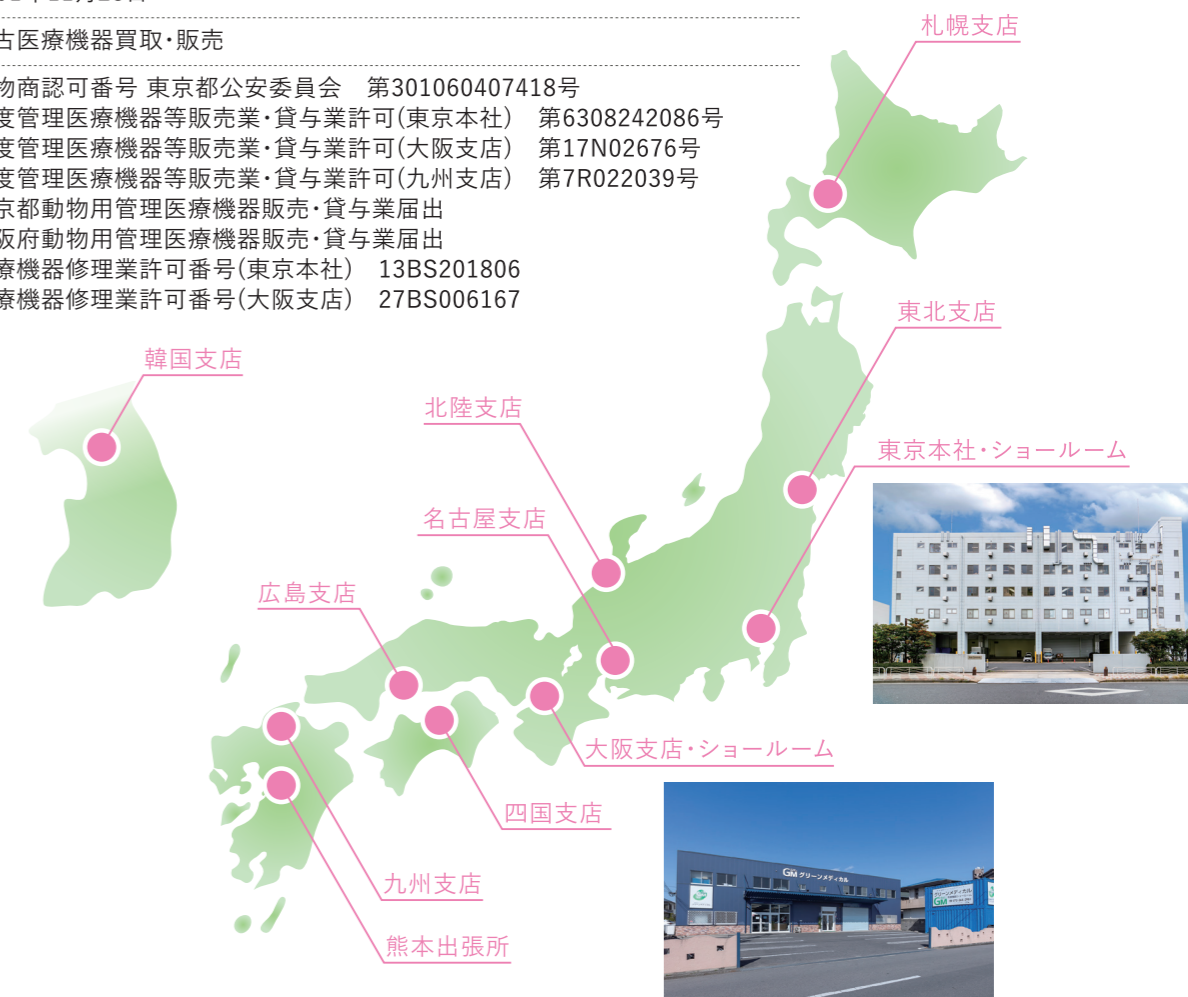 古医療機器買取・販売
物商認可番号 東京都公安委員会　第301060407418号
度管理医療機器等販売業・貸与業許可(東京本社)　第6308242086号
度管理医療機器等販売業・貸与業許可(大阪支店)　第17N02676号
度管理医療機器等販売業・貸与業許可(九州支店)　第7R022039号
京都動物用管理医療機器販売・貸与業届出
阪府動物用管理医療機器販売・貸与業届出
療機器修理業許可番号(東京本社)　13BS201806
療機器修理業許可番号(大阪支店)　27BS006167
札幌支店
東北支店
韓国支店
北陸支店
東京本社・ショールーム
名古屋支店
広島支店
大阪支店・ショールーム
四国支店
九州支店
熊本出張所
GM グリーンメディカル
グリーンメディカル
GM